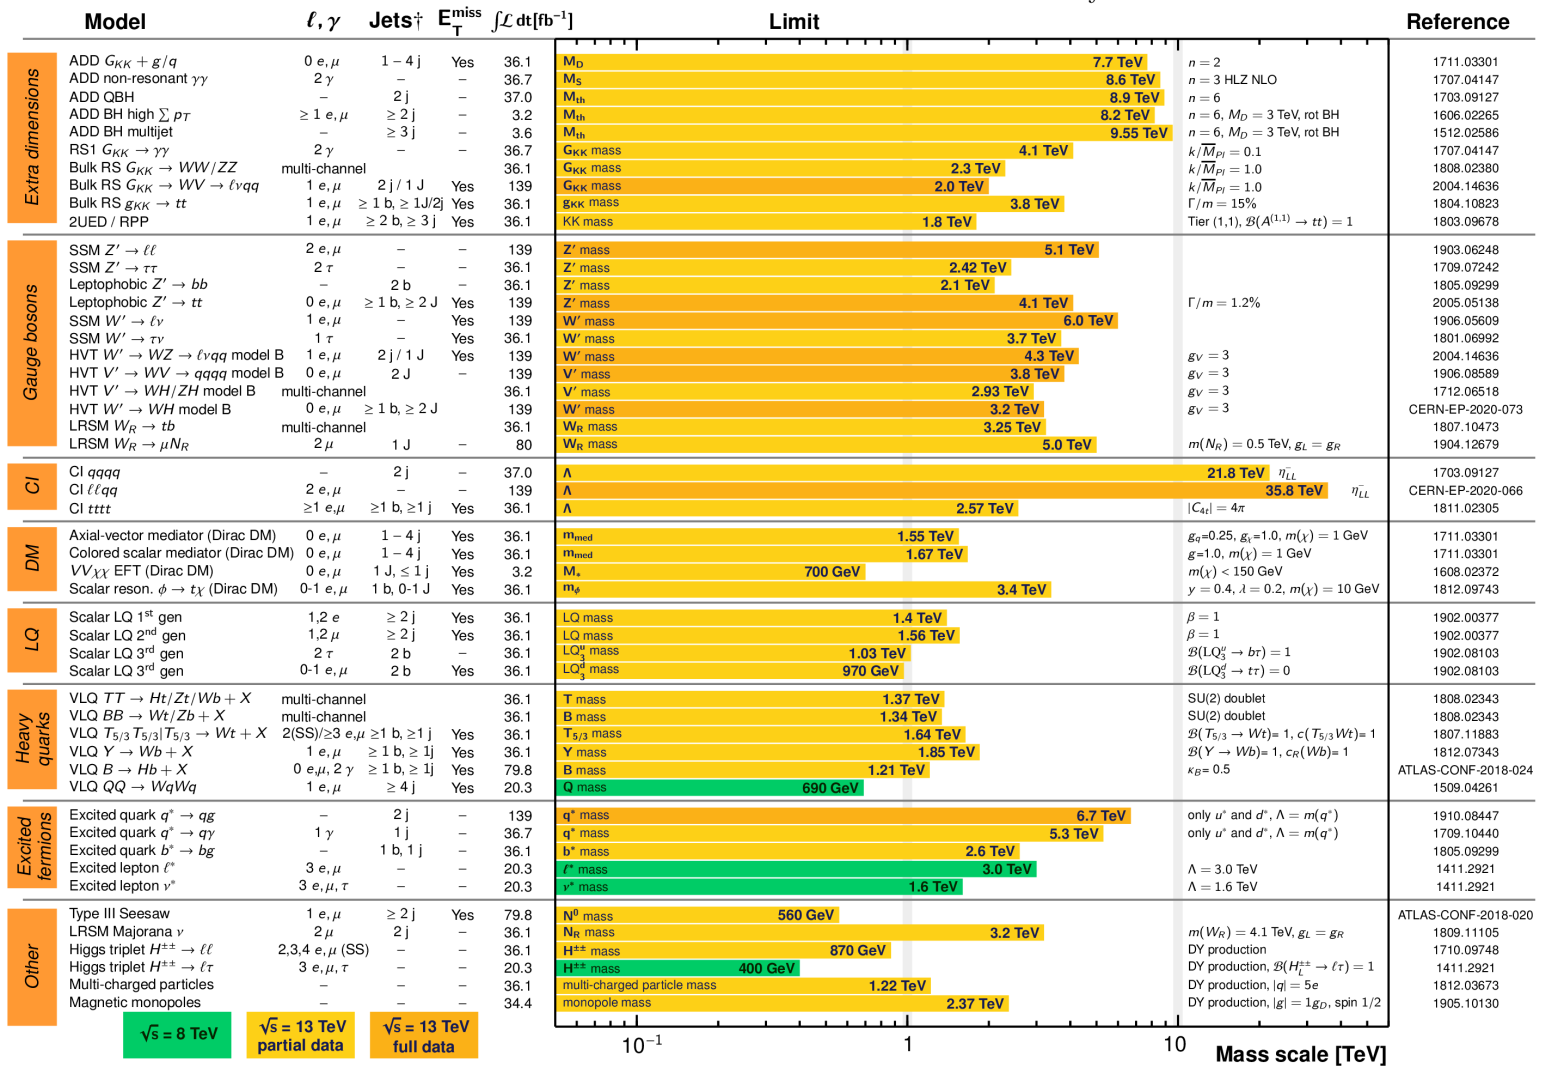 Model ℓ, γ Jets† E_T^miss ∫ℒ dt[fb⁻¹] Limit Reference
Extra dimensions
ADD G_KK + g/q 0 e, μ 1 − 4 j Yes 36.1 M_D 7.7 TeV n = 2 1711.03301
ADD non-resonant γγ 2 γ − − 36.7 M_S 8.6 TeV n = 3 HLZ NLO 1707.04147
ADD QBH − 2 j − 37.0 M_th 8.9 TeV n = 6 1703.09127
ADD BH high ∑ p_T ≥ 1 e, μ ≥ 2 j − 3.2 M_th 8.2 TeV n = 6, M_D = 3 TeV, rot BH 1606.02265
ADD BH multijet − ≥ 3 j − 3.6 M_th 9.55 TeV n = 6, M_D = 3 TeV, rot BH 1512.02586
RS1 G_KK → γγ 2 γ − − 36.7 G_KK mass 4.1 TeV k/M̅_Pl = 0.1 1707.04147
Bulk RS G_KK → WW/ZZ multi-channel 36.1 G_KK mass 2.3 TeV k/M̅_Pl = 1.0 1808.02380
Bulk RS G_KK → WV → ℓνqq 1 e, μ 2 j / 1 J Yes 139 G_KK mass 2.0 TeV k/M̅_Pl = 1.0 2004.14636
Bulk RS g_KK → tt 1 e, μ ≥ 1 b, ≥ 1J/2j Yes 36.1 g_KK mass 3.8 TeV Γ/m = 15% 1804.10823
2UED / RPP 1 e, μ ≥ 2 b, ≥ 3 j Yes 36.1 KK mass 1.8 TeV Tier (1,1), ℬ(A^(1,1) → tt) = 1 1803.09678
Gauge bosons
SSM Z′ → ℓℓ 2 e, μ − − 139 Z′ mass 5.1 TeV 1903.06248
SSM Z′ → ττ 2 τ − − 36.1 Z′ mass 2.42 TeV 1709.07242
Leptophobic Z′ → bb − 2 b − 36.1 Z′ mass 2.1 TeV 1805.09299
Leptophobic Z′ → tt 0 e, μ ≥ 1 b, ≥ 2 J Yes 139 Z′ mass 4.1 TeV Γ/m = 1.2% 2005.05138
SSM W′ → ℓν 1 e, μ − Yes 139 W′ mass 6.0 TeV 1906.05609
SSM W′ → τν 1 τ − Yes 36.1 W′ mass 3.7 TeV 1801.06992
HVT W′ → WZ → ℓνqq model B 1 e, μ 2 j / 1 J Yes 139 W′ mass 4.3 TeV g_V = 3 2004.14636
HVT V′ → WV → qqqq model B 0 e, μ 2 J − 139 V′ mass 3.8 TeV g_V = 3 1906.08589
HVT V′ → WH/ZH model B multi-channel 36.1 V′ mass 2.93 TeV g_V = 3 1712.06518
HVT W′ → WH model B 0 e, μ ≥ 1 b, ≥ 2 J 139 W′ mass 3.2 TeV g_V = 3 CERN-EP-2020-073
LRSM W_R → tb multi-channel 36.1 W_R mass 3.25 TeV 1807.10473
LRSM W_R → μN_R 2 μ 1 J − 80 W_R mass 5.0 TeV m(N_R) = 0.5 TeV, g_L = g_R 1904.12679
CI
CI qqqq − 2 j − 37.0 Λ 21.8 TeV η⁻_LL 1703.09127
CI ℓℓqq 2 e, μ − − 139 Λ 35.8 TeV η⁻_LL CERN-EP-2020-066
CI tttt ≥1 e,μ ≥1 b, ≥1 j Yes 36.1 Λ 2.57 TeV |C_4t| = 4π 1811.02305
DM
Axial-vector mediator (Dirac DM) 0 e, μ 1 − 4 j Yes 36.1 m_med 1.55 TeV g_q=0.25, g_χ=1.0, m(χ) = 1 GeV 1711.03301
Colored scalar mediator (Dirac DM) 0 e, μ 1 − 4 j Yes 36.1 m_med 1.67 TeV g=1.0, m(χ) = 1 GeV 1711.03301
VVχχ EFT (Dirac DM) 0 e, μ 1 J, ≤ 1 j Yes 3.2 M_* 700 GeV m(χ) < 150 GeV 1608.02372
Scalar reson. φ → tχ (Dirac DM) 0-1 e, μ 1 b, 0-1 J Yes 36.1 m_φ 3.4 TeV y = 0.4, λ = 0.2, m(χ) = 10 GeV 1812.09743
LQ
Scalar LQ 1st gen 1,2 e ≥ 2 j Yes 36.1 LQ mass 1.4 TeV β = 1 1902.00377
Scalar LQ 2nd gen 1,2 μ ≥ 2 j Yes 36.1 LQ mass 1.56 TeV β = 1 1902.00377
Scalar LQ 3rd gen 2 τ 2 b − 36.1 LQ_3^u mass 1.03 TeV ℬ(LQ_3^u → bτ) = 1 1902.08103
Scalar LQ 3rd gen 0-1 e, μ 2 b Yes 36.1 LQ_3^d mass 970 GeV ℬ(LQ_3^d → tτ) = 0 1902.08103
Heavy quarks
VLQ TT → Ht/Zt/Wb + X multi-channel 36.1 T mass 1.37 TeV SU(2) doublet 1808.02343
VLQ BB → Wt/Zb + X multi-channel 36.1 B mass 1.34 TeV SU(2) doublet 1808.02343
VLQ T_5/3 T_5/3|T_5/3 → Wt + X 2(SS)/≥3 e,μ ≥1 b, ≥1 j Yes 36.1 T_5/3 mass 1.64 TeV ℬ(T_5/3 → Wt)= 1, c(T_5/3 Wt)= 1 1807.11883
VLQ Y → Wb + X 1 e, μ ≥ 1 b, ≥ 1j Yes 36.1 Y mass 1.85 TeV ℬ(Y → Wb)= 1, c_R(Wb)= 1 1812.07343
VLQ B → Hb + X 0 e,μ, 2 γ ≥ 1 b, ≥ 1j Yes 79.8 B mass 1.21 TeV κ_B= 0.5 ATLAS-CONF-2018-024
VLQ QQ → WqWq 1 e, μ ≥ 4 j Yes 20.3 Q mass 690 GeV 1509.04261
Excited fermions
Excited quark q* → qg − 2 j − 139 q* mass 6.7 TeV only u* and d*, Λ = m(q*) 1910.08447
Excited quark q* → qγ 1 γ 1 j − 36.7 q* mass 5.3 TeV only u* and d*, Λ = m(q*) 1709.10440
Excited quark b* → bg − 1 b, 1 j − 36.1 b* mass 2.6 TeV 1805.09299
Excited lepton ℓ* 3 e, μ − − 20.3 ℓ* mass 3.0 TeV Λ = 3.0 TeV 1411.2921
Excited lepton ν* 3 e, μ, τ − − 20.3 ν* mass 1.6 TeV Λ = 1.6 TeV 1411.2921
Other
Type III Seesaw 1 e, μ ≥ 2 j Yes 79.8 N⁰ mass 560 GeV ATLAS-CONF-2018-020
LRSM Majorana ν 2 μ 2 j − 36.1 N_R mass 3.2 TeV m(W_R) = 4.1 TeV, g_L = g_R 1809.11105
Higgs triplet H±± → ℓℓ 2,3,4 e, μ (SS) − − 36.1 H±± mass 870 GeV DY production 1710.09748
Higgs triplet H±± → ℓτ 3 e, μ, τ − − 20.3 H±± mass 400 GeV DY production, ℬ(H_L^±± → ℓτ) = 1 1411.2921
Multi-charged particles − − − 36.1 multi-charged particle mass 1.22 TeV DY production, |q| = 5e 1812.03673
Magnetic monopoles − − − 34.4 monopole mass 2.37 TeV DY production, |g| = 1g_D, spin 1/2 1905.10130
√s = 8 TeV
√s = 13 TeV
partial data
√s = 13 TeV
full data
10⁻¹ 1 10
Mass scale [TeV]